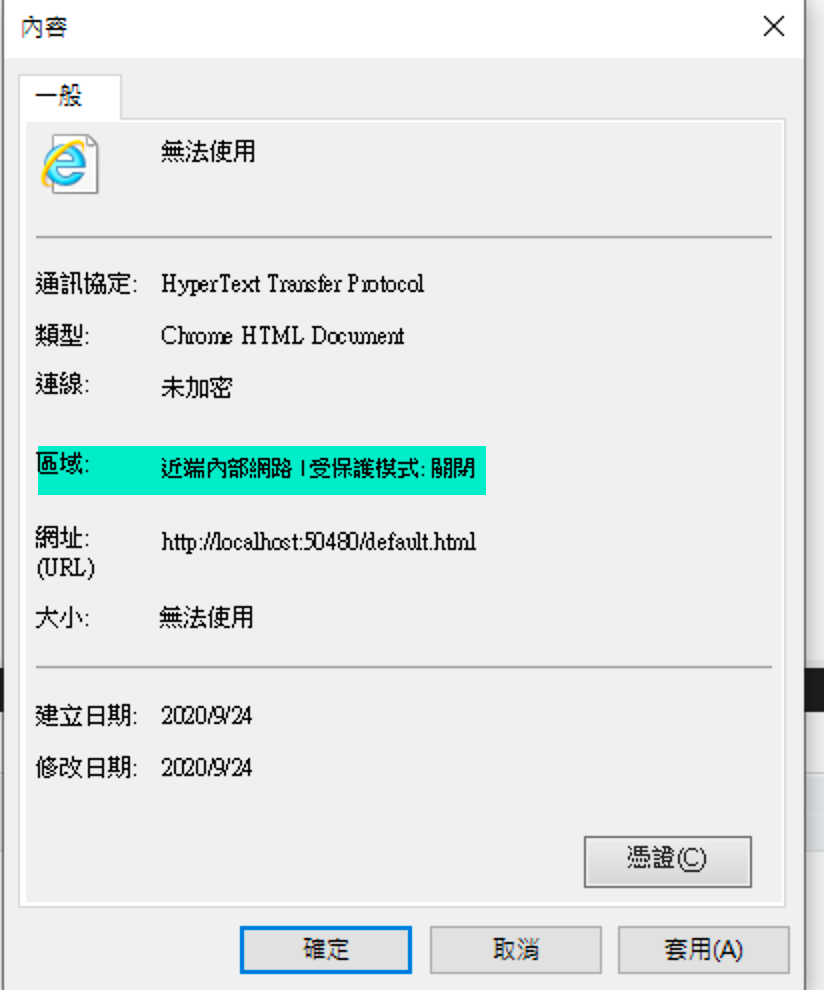 內容
一般
無法使用
通訊協定: HyperText Transfer Protocol
類型: Chrome HTML Document
連線: 未加密
區域: 近端內部網路 | 受保護模式: 關閉
網址: http://localhost:50480/default.html
(URL)
大小: 無法使用
建立日期: 2020/9/24
修改日期: 2020/9/24
憑證(C)
確定 取消 套用(A)